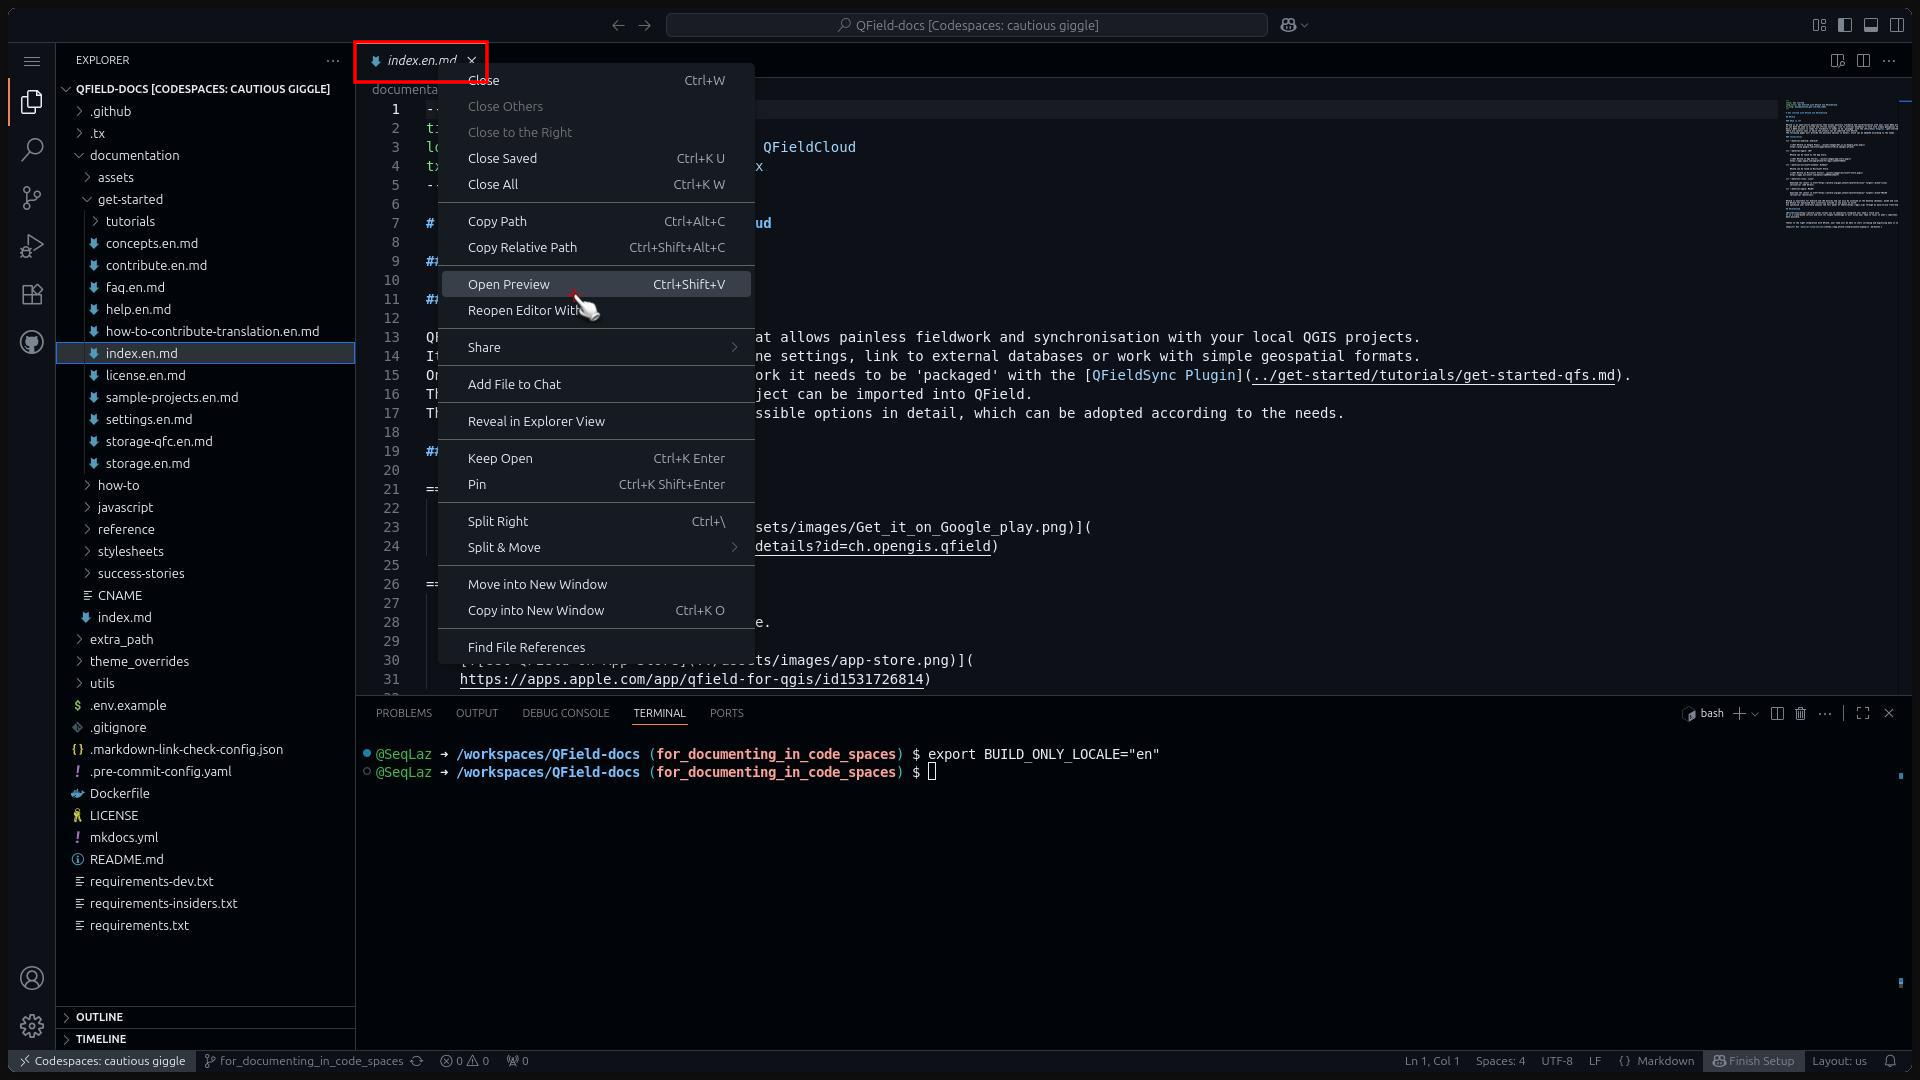 QField-docs [Codespaces: cautious giggle]
EXPLORER
QFIELD-DOCS [CODESPACES: CAUTIOUS GIGGLE]
.github
.tx
documentation
assets
get-started
tutorials
concepts.en.md
contribute.en.md
faq.en.md
help.en.md
how-to-contribute-translation.en.md
index.en.md
license.en.md
sample-projects.en.md
settings.en.md
storage-qfc.en.md
storage.en.md
how-to
javascript
reference
stylesheets
success-stories
CNAME
index.md
extra_path
theme_overrides
utils
.env.example
.gitignore
.markdown-link-check-config.json
.pre-commit-config.yaml
Dockerfile
LICENSE
mkdocs.yml
README.md
requirements-dev.txt
requirements-insiders.txt
requirements.txt
OUTLINE
TIMELINE
index.en.md
documenta
Close Ctrl+W
Close Others
Close to the Right
Close Saved Ctrl+K U
Close All Ctrl+K W
Copy Path Ctrl+Alt+C
Copy Relative Path Ctrl+Shift+Alt+C
Open Preview Ctrl+Shift+V
Reopen Editor With
Share
Add File to Chat
Reveal in Explorer View
Keep Open Ctrl+K Enter
Pin Ctrl+K Shift+Enter
Split Right Ctrl+\
Split & Move
Move into New Window
Copy into New Window Ctrl+K O
Find File References
1 --
2
3 QFieldCloud
4 tx x
5 --
6
7 # ud
8
9 ##
10
11 ##
12
13 at allows painless fieldwork and synchronisation with your local QGIS projects.
14 ne settings, link to external databases or work with simple geospatial formats.
15 ork it needs to be 'packaged' with the [QFieldSync Plugin](../get-started/tutorials/get-started-qfs.md).
16 ject can be imported into QField.
17 ssible options in detail, which can be adopted according to the needs.
18
19 ##
20
21 ==
22
23 sets/images/Get_it_on_Google_play.png)](
24 details?id=ch.opengis.qfield)
25
26 ==
27
28 e.
29
30 ets/images/app-store.png)](
31 https://apps.apple.com/app/qfield-for-qgis/id1531726814)
PROBLEMS OUTPUT DEBUG CONSOLE TERMINAL PORTS
bash
@SeqLaz ➜ /workspaces/QField-docs (for_documenting_in_code_spaces) $ export BUILD_ONLY_LOCALE="en"
@SeqLaz ➜ /workspaces/QField-docs (for_documenting_in_code_spaces) $
Codespaces: cautious giggle for_documenting_in_code_spaces 0 0 0 Ln 1, Col 1 Spaces: 4 UTF-8 LF {} Markdown Finish Setup Layout: us